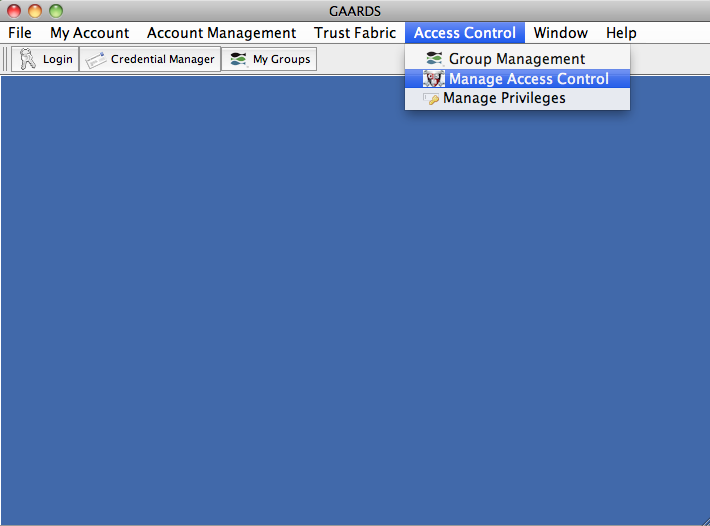 GAARDS
File My Account Account Management Trust Fabric Access Control Window Help
Login Credential Manager My Groups
Group Management
Manage Access Control
Manage Privileges